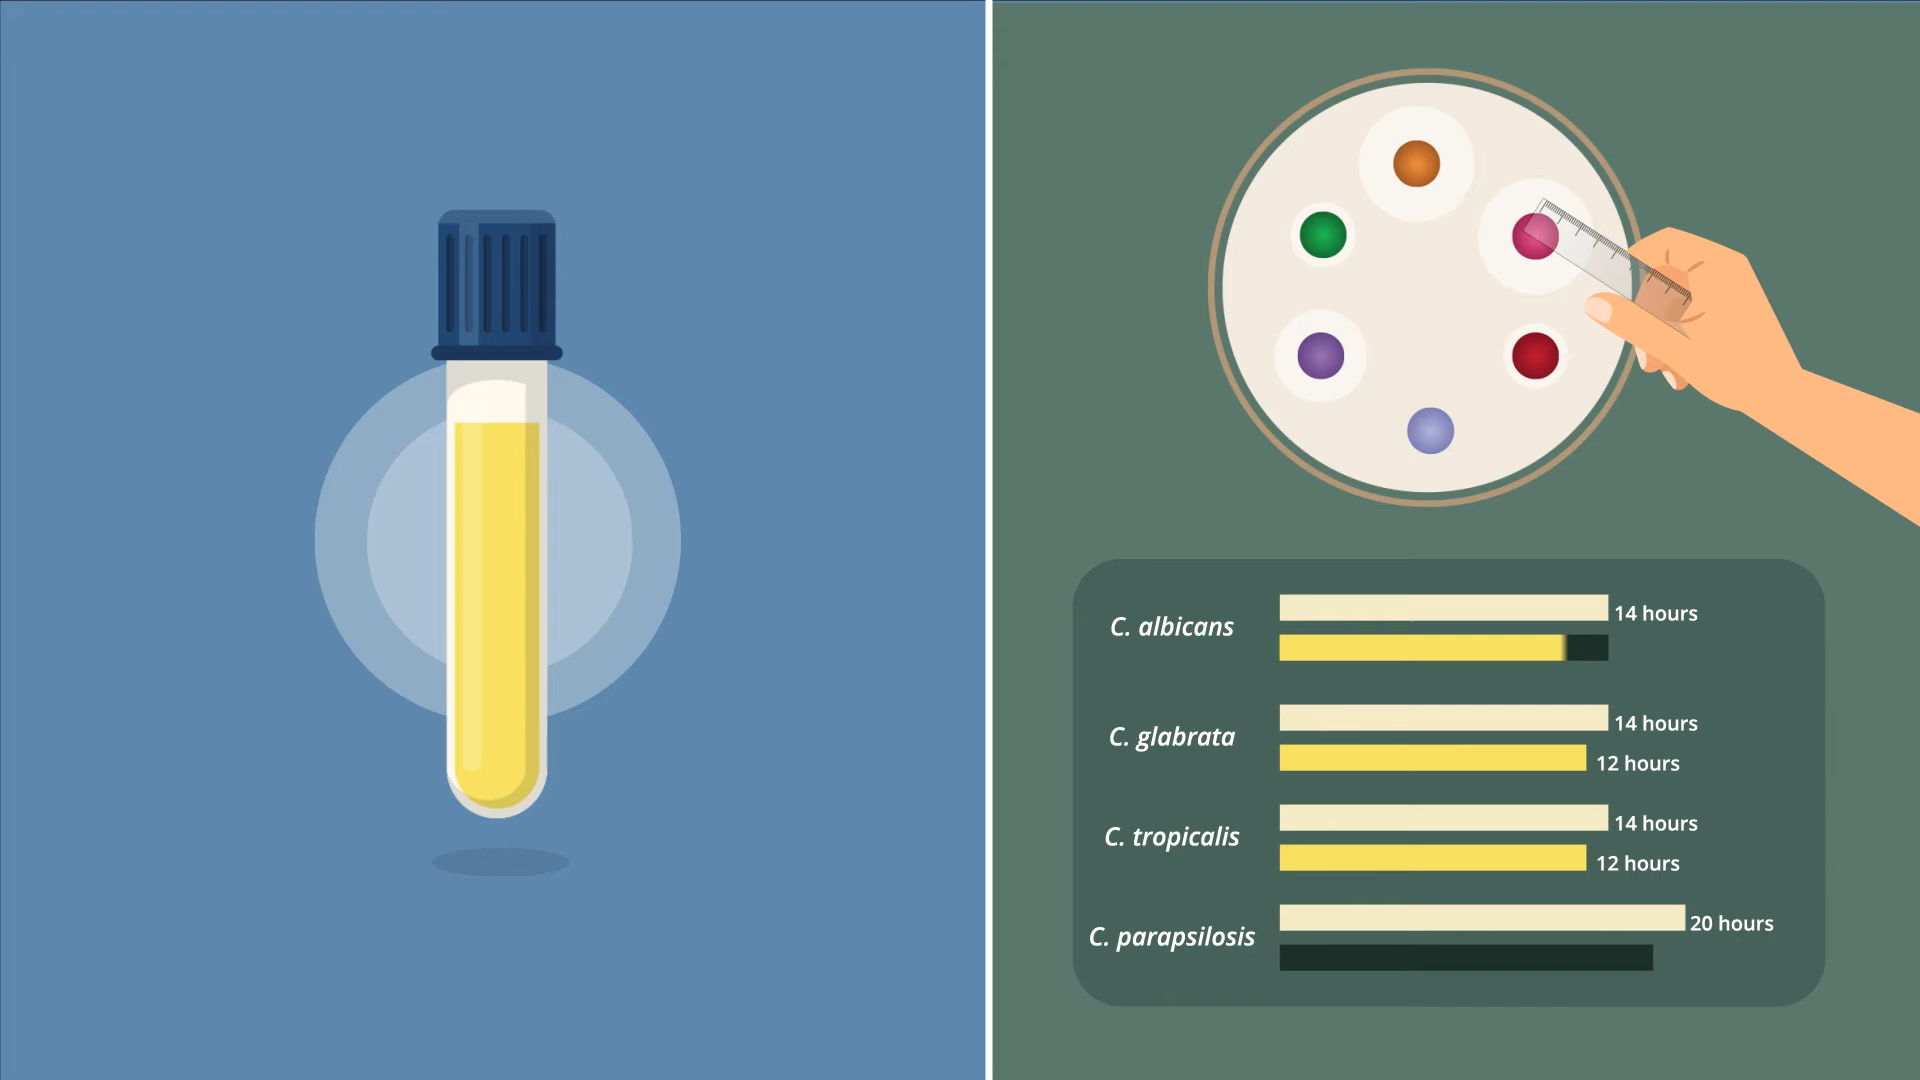 C. albicans
14 hours
C. glabrata
14 hours
12 hours
C. tropicalis
14 hours
12 hours
C. parapsilosis
20 hours